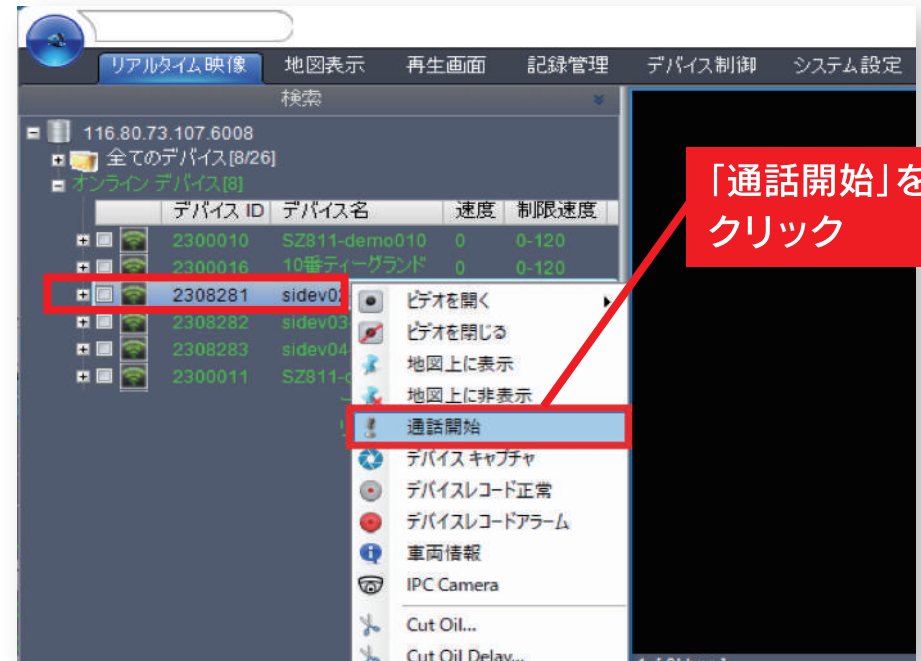 リアルタイム映像 地図表示 再生画面 記録管理 デバイス制御 システム設定
検索
116.80.73.107.6008
全てのデバイス[8/26]
オンライン デバイス[8]
デバイス ID デバイス名 速度 制限速度
2300010 SZ811-demo010 0 0-120
2300016 10番ティーグランド 0 0-120
2308281 sidev02
2308282 sidev03
2308283 sidev04
2300011 SZ811-
「通話開始」を
クリック
ビデオを開く
ビデオを閉じる
地図上に表示
地図上に非表示
通話開始
デバイス キャプチャ
デバイスレコード正常
デバイスレコードアラーム
車両情報
IPC Camera
Cut Oil...
Cut Oil Delay...